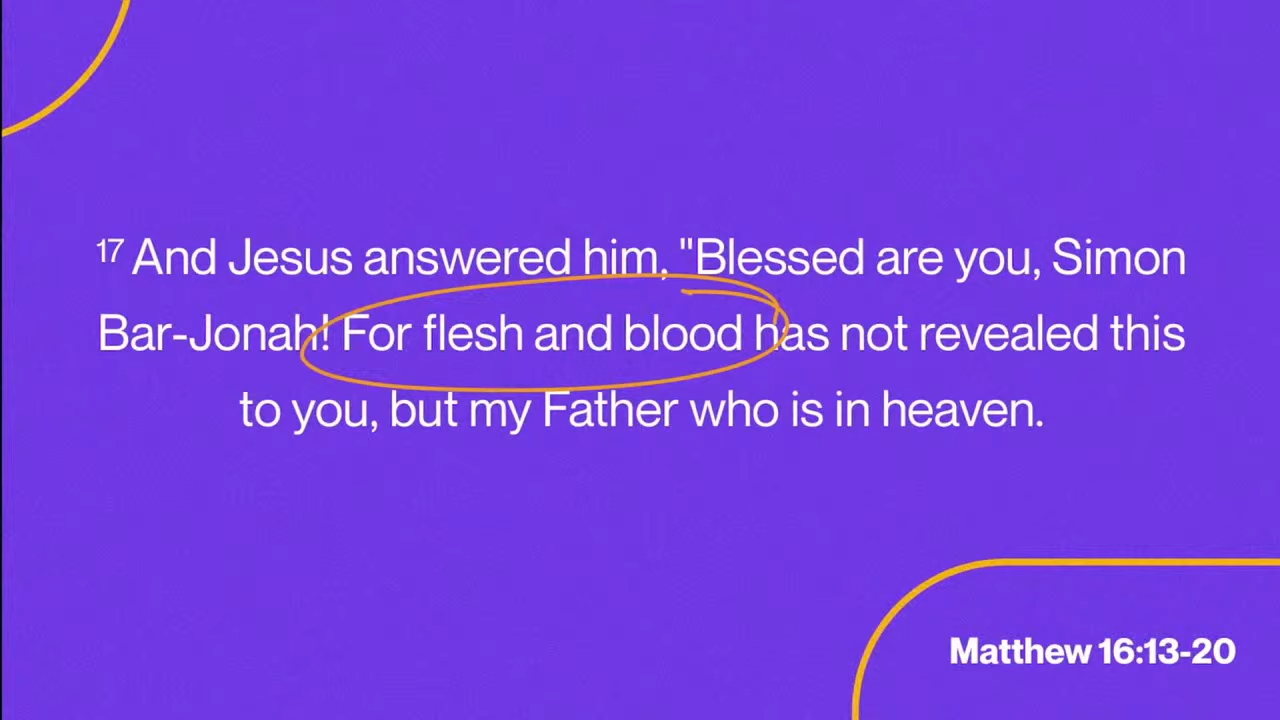 17 And Jesus answered him, "Blessed are you, Simon
Bar-Jonah! For flesh and blood has not revealed this
to you, but my Father who is in heaven.
Matthew 16:13-20